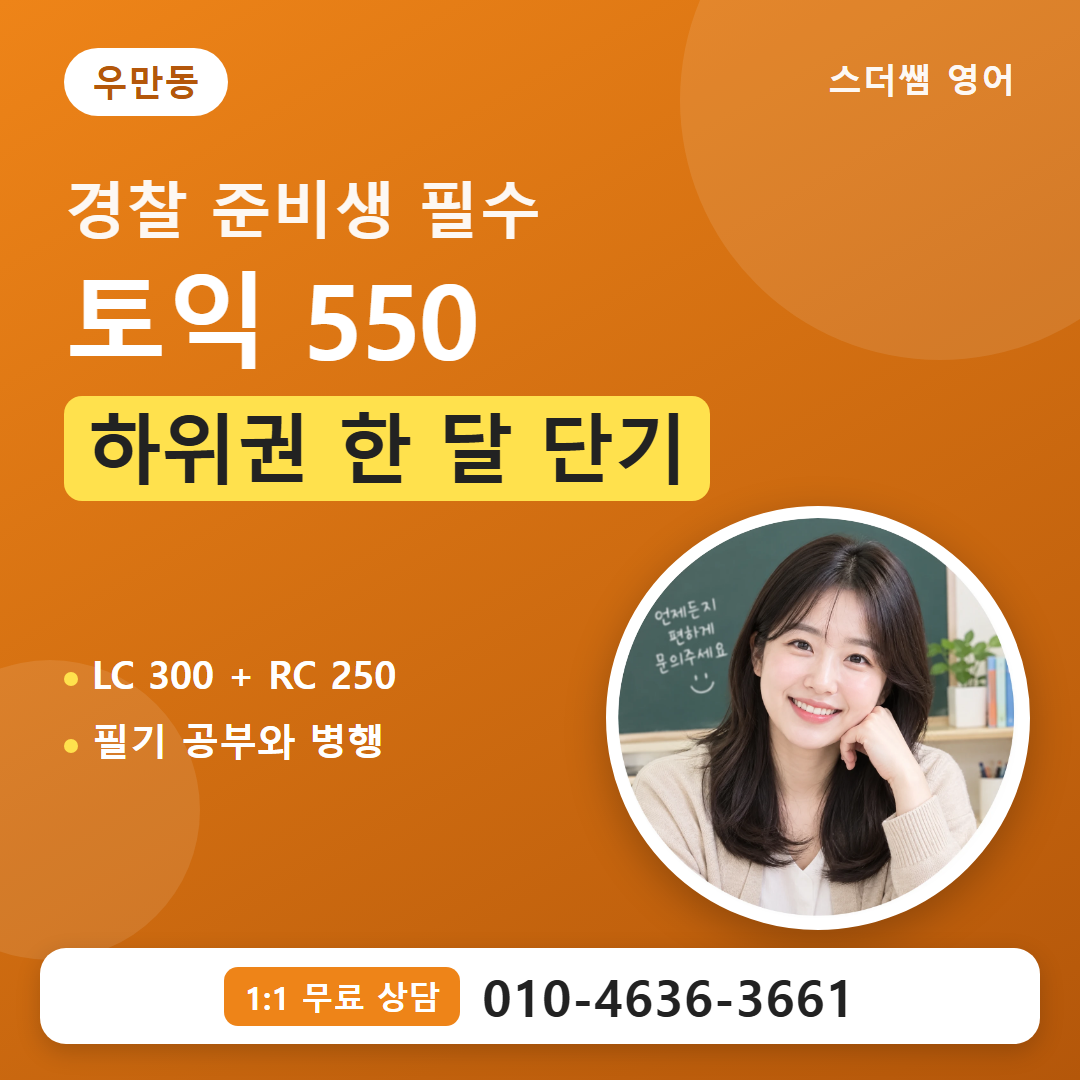 우만동
스더쌤 영어
경찰 준비생 필수
토익 550
하위권 한 달 단기
언제든지
편하게
문의주세요
LC 300 + RC 250
필기 공부와 병행
1:1 무료 상담 010-4636-3661